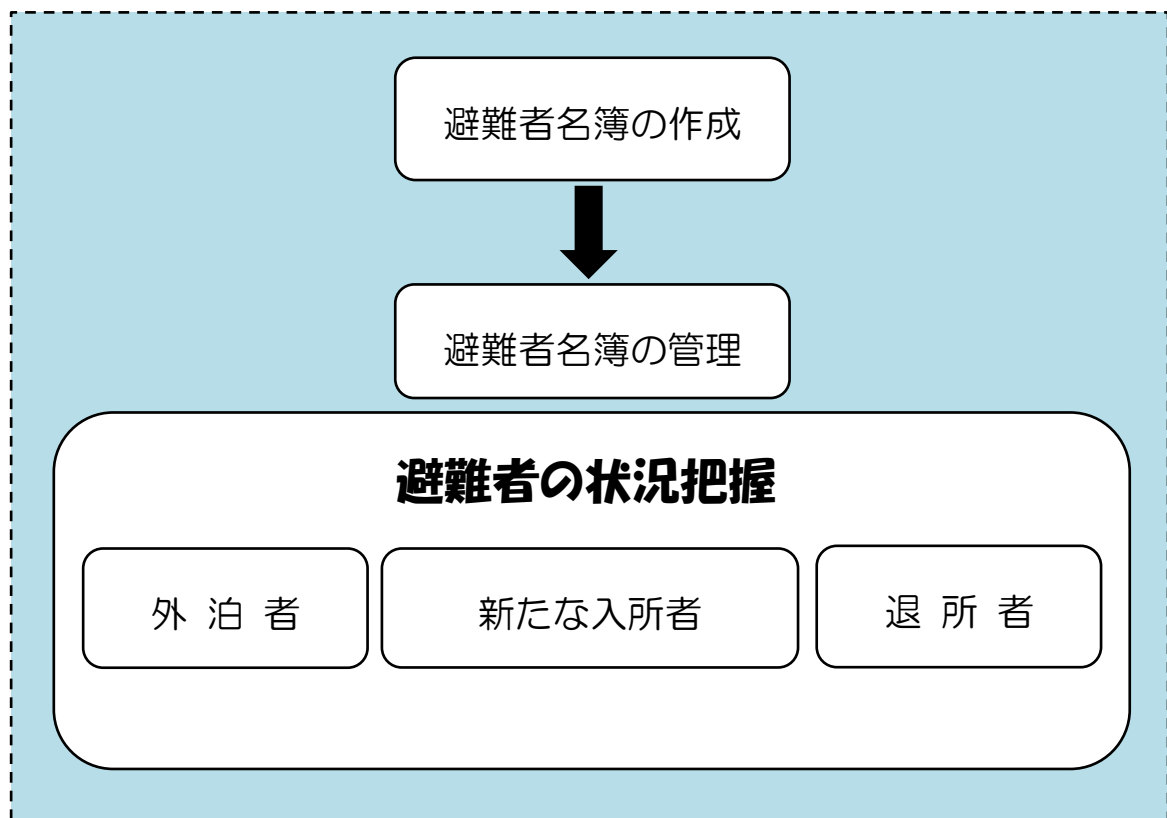 避難者名簿の作成
避難者名簿の管理
避難者の状況把握
外 泊 者
新たな入所者
退 所 者